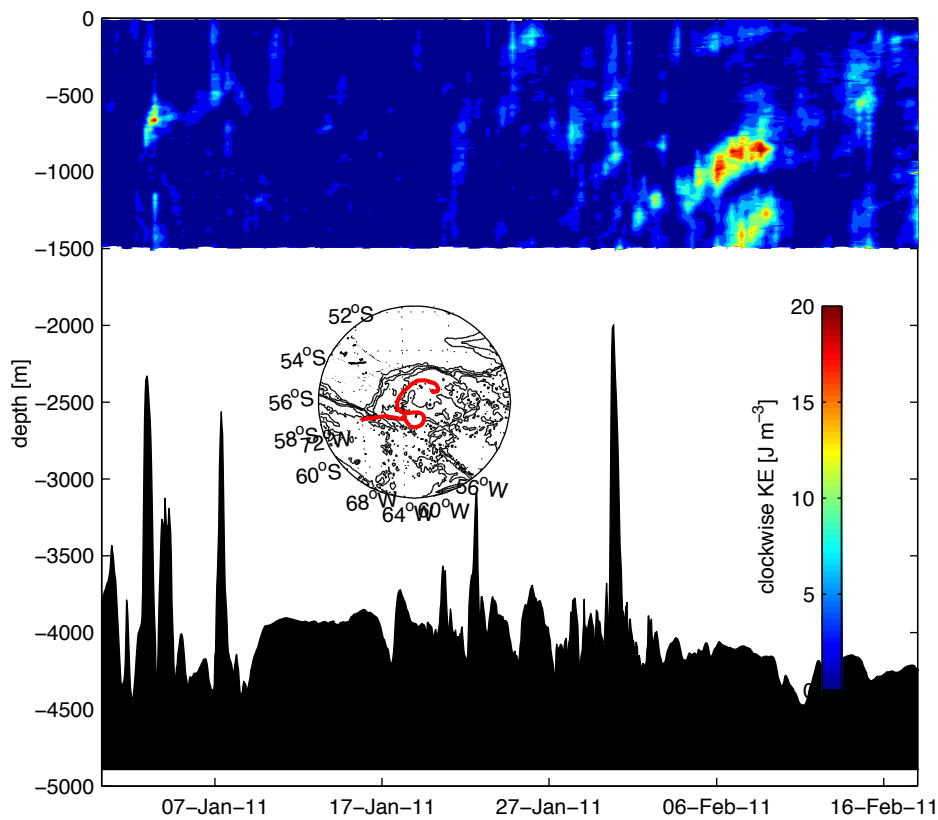 0
−500
−1000
−1500
−2000
−2500
−3000
−3500
−4000
−4500
−5000
depth [m]
52°S
54°S
56°S
58°S
60°S
72°W
68°W
64°W
60°W
56°W
20
15
10
5
0
clockwise KE [J m⁻³]
07−Jan−11
17−Jan−11
27−Jan−11
06−Feb−11
16−Feb−11